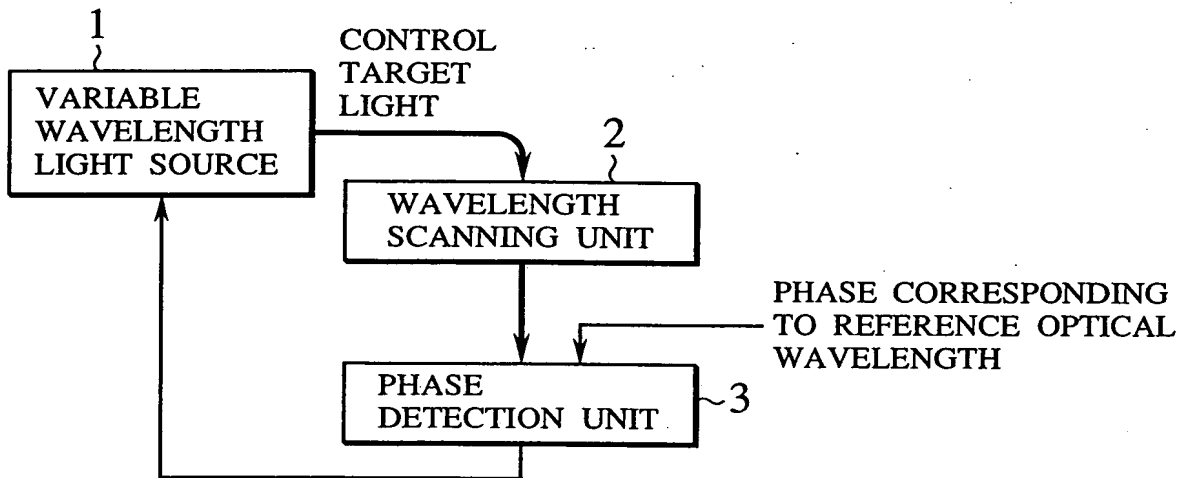 1
CONTROL
TARGET
LIGHT
VARIABLE
WAVELENGTH
LIGHT SOURCE
2
WAVELENGTH
SCANNING UNIT
PHASE CORRESPONDING
TO REFERENCE OPTICAL
WAVELENGTH
PHASE
DETECTION UNIT
3